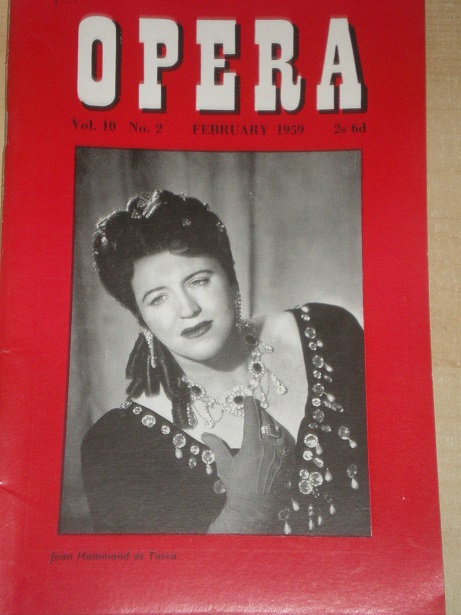 OPERA
Vol. 10 No. 2 FEBRUARY 1959 2s 6d
Joan Hammond as Tosca